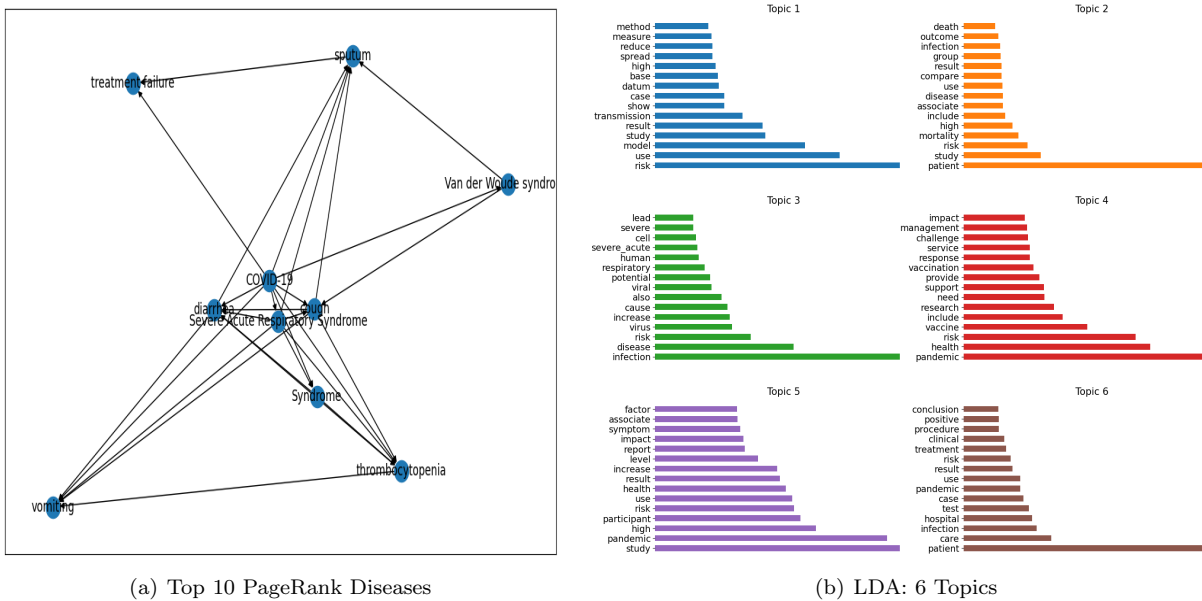 sputum
treatment failure
Van der Woude syndro
COVID-19
diarrhea
cough
Severe Acute Respiratory Syndrome
Syndrome
thrombocytopenia
vomiting
(a) Top 10 PageRank Diseases
Topic 1
method
measure
reduce
spread
high
base
datum
case
show
transmission
result
study
model
use
risk
Topic 2
death
outcome
infection
group
result
compare
use
disease
associate
include
high
mortality
risk
study
patient
Topic 3
lead
severe
cell
severe_acute
human
respiratory
potential
viral
also
cause
increase
virus
risk
disease
infection
Topic 4
impact
management
challenge
service
response
vaccination
provide
support
need
research
include
vaccine
risk
health
pandemic
Topic 5
factor
associate
symptom
impact
report
level
increase
result
health
use
risk
participant
high
pandemic
study
Topic 6
conclusion
positive
procedure
clinical
treatment
risk
result
use
pandemic
case
test
hospital
infection
care
patient
(b) LDA: 6 Topics